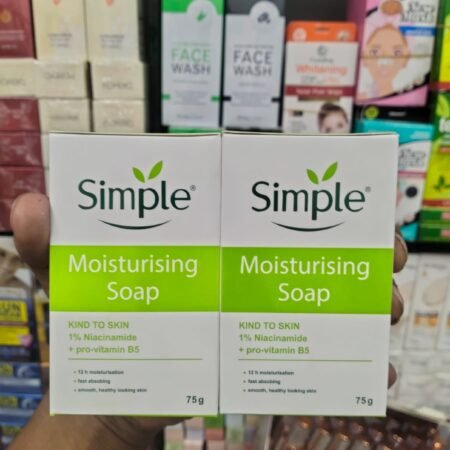 FACE
WASH
FACE
WASH
Whitening
Simple®
Moisturising
Soap
KIND TO SKIN
1% Niacinamide
+ pro-vitamin B5
• 12 h moisturisation
• fast absorbing
• smooth, healthy looking skin
75g
Simple®
Moisturising
Soap
KIND TO SKIN
1% Niacinamide
+ pro-vitamin B5
• 12 h moisturisation
• fast absorbing
• smooth, healthy looking skin
75g